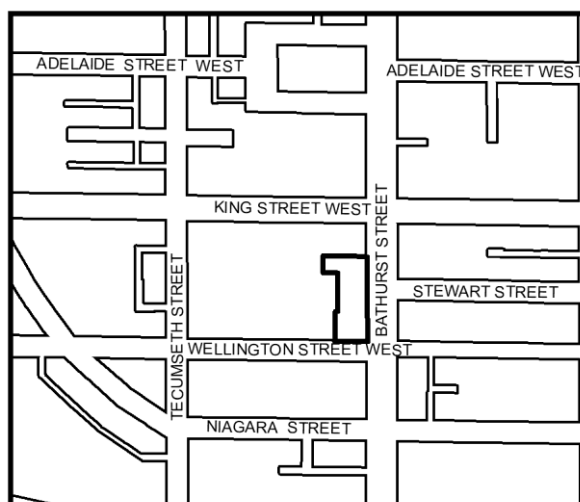 ADELAIDE STREET WEST
ADELAIDE STREET WEST
KING STREET WEST
BATHURST STREET
TECUMSETH STREET
STEWART STREET
WELLINGTON STREET WEST
NIAGARA STREET